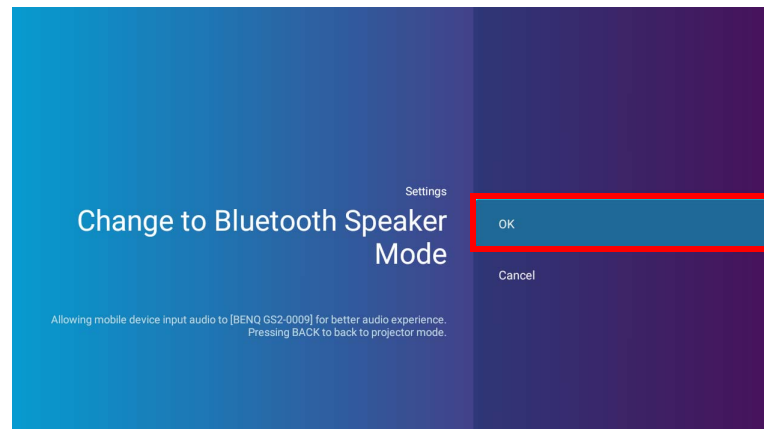 Settings
Change to Bluetooth Speaker
Mode
Allowing mobile device input audio to [BENQ GS2-0009] for better audio experience.
Pressing BACK to back to projector mode.
OK
Cancel